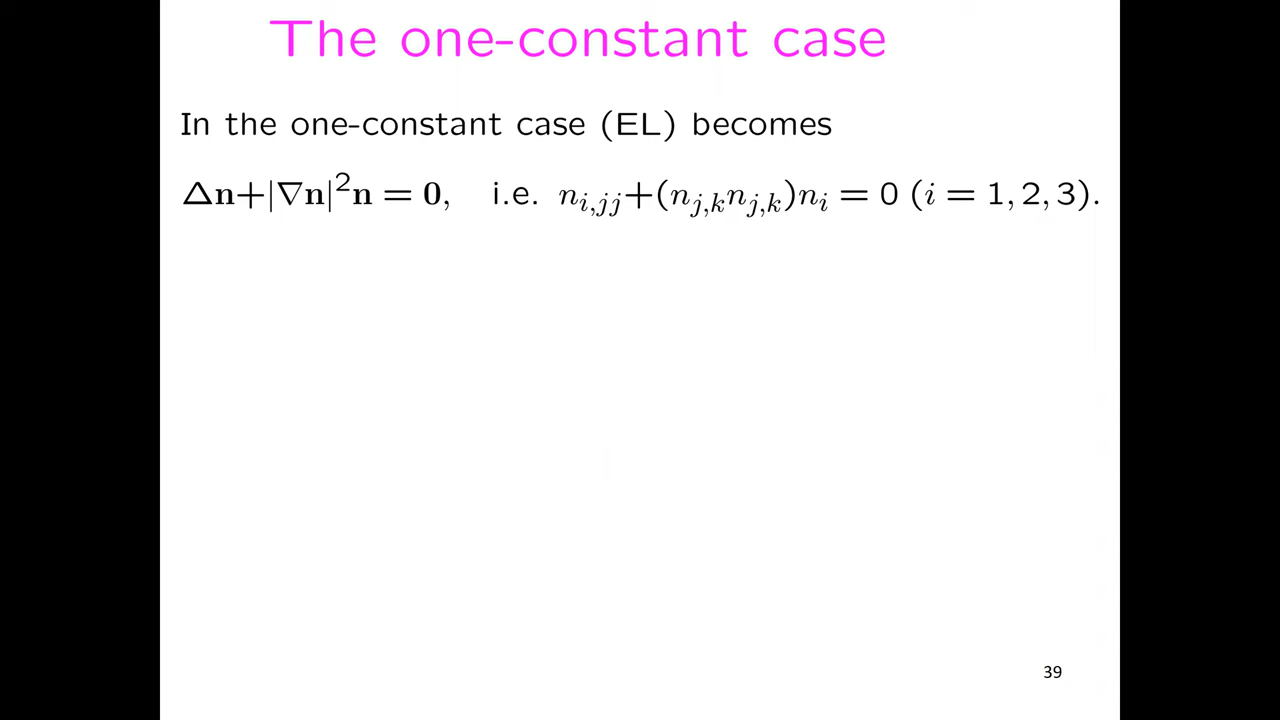 The one-constant case
In the one-constant case (EL) becomes
Δn+|∇n|²n = 0, i.e. n_{i,jj}+(n_{j,k}n_{j,k})n_i = 0 (i = 1, 2, 3).
39